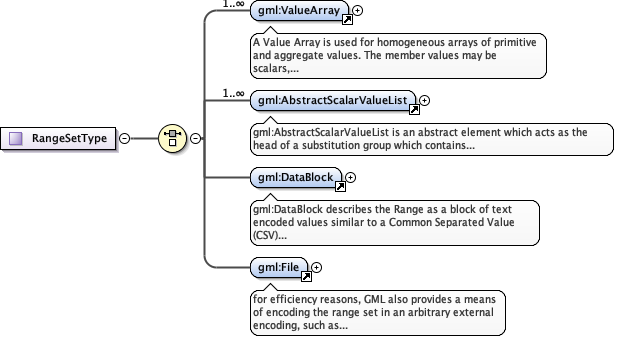 1..∞
gml:ValueArray
A Value Array is used for homogeneous arrays of primitive
and aggregate values. The member values may be
scalars,...
1..∞
gml:AbstractScalarValueList
gml:AbstractScalarValueList is an abstract element which acts as the
head of a substitution group which contains...
RangeSetType
gml:DataBlock
gml:DataBlock describes the Range as a block of text
encoded values similar to a Common Separated Value
(CSV)...
gml:File
for efficiency reasons, GML also provides a means
of encoding the range set in an arbitrary external
encoding, such as...